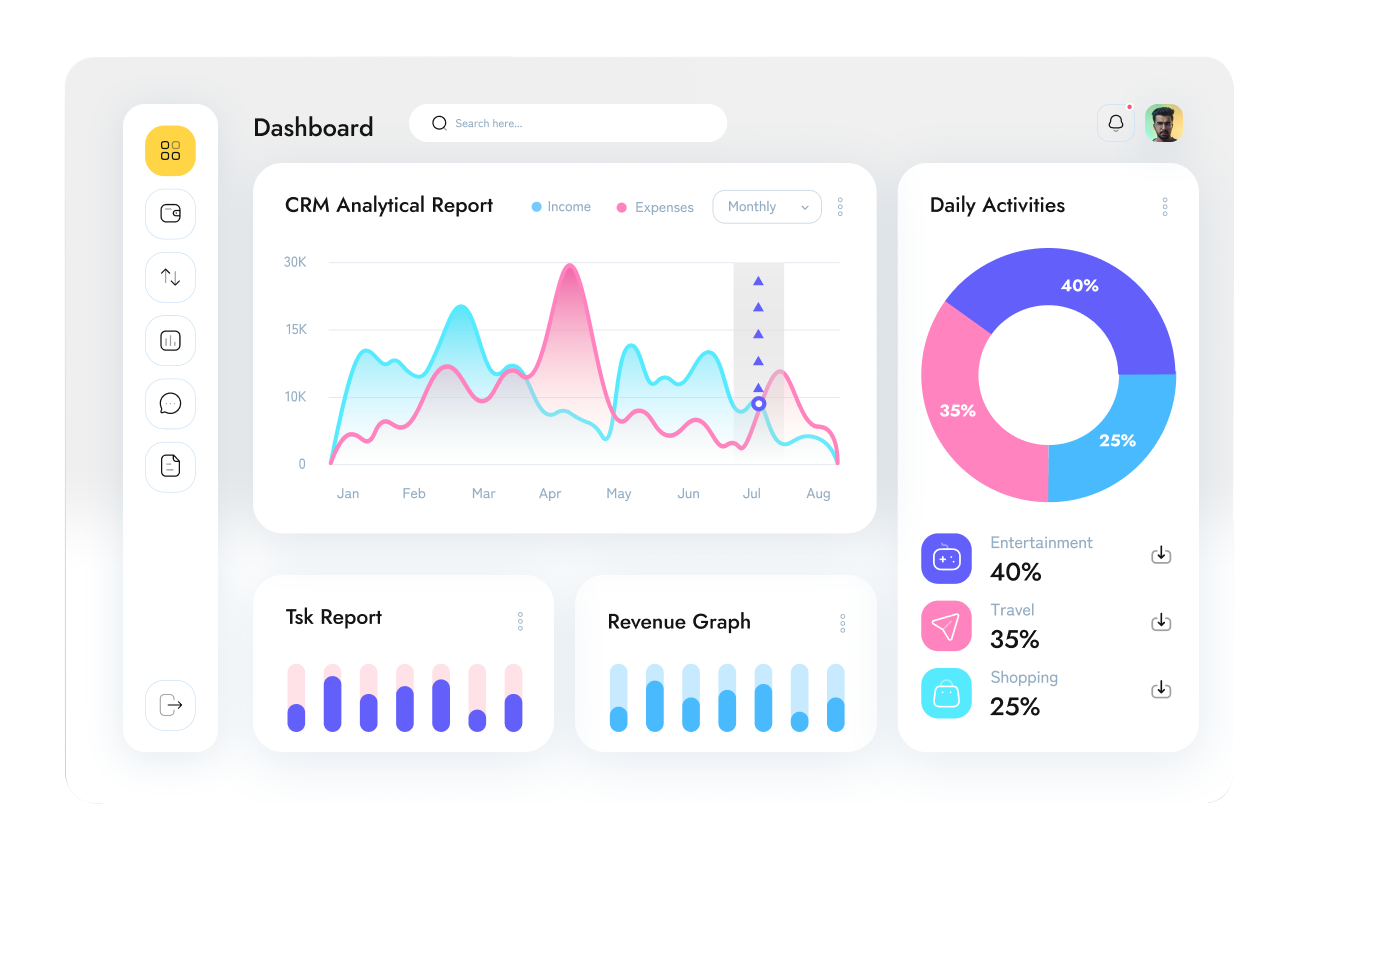 Dashboard
Search here...
CRM Analytical Report
Income
Expenses
Monthly
30K
15K
10K
0
Jan
Feb
Mar
Apr
May
Jun
Jul
Aug
Daily Activities
40%
35%
25%
Entertainment
40%
Travel
35%
Shopping
25%
Tsk Report
Revenue Graph